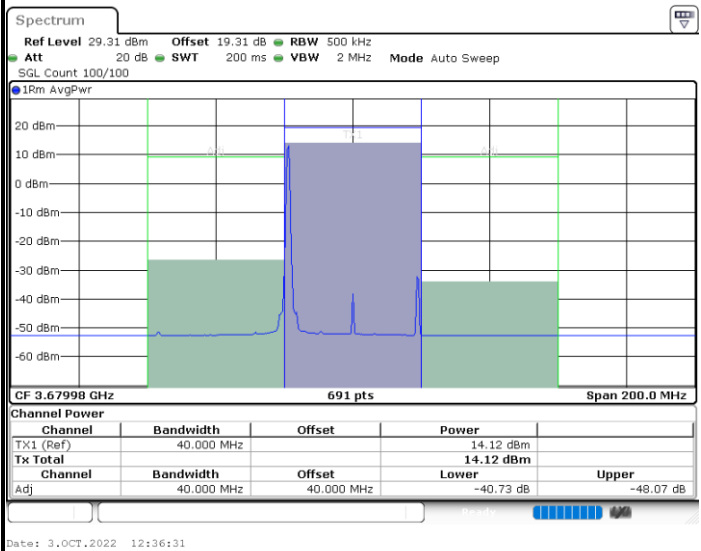 Spectrum
Ref Level 29.31 dBm Offset 19.31 dB RBW 500 kHz
Att 20 dB SWT 200 ms VBW 2 MHz Mode Auto Sweep
SGL Count 100/100
1Rm AvgPwr
20 dBm
TX1
10 dBm
Adj
Adj
0 dBm
-10 dBm
-20 dBm
-30 dBm
-40 dBm
-50 dBm
-60 dBm
CF 3.67998 GHz 691 pts Span 200.0 MHz
Channel Power
Channel Bandwidth Offset Power
TX1 (Ref) 40.000 MHz 14.12 dBm
Tx Total 14.12 dBm
Channel Bandwidth Offset Lower Upper
Adj 40.000 MHz 40.000 MHz -40.73 dB -48.07 dB
Ready
Date: 3.OCT.2022 12:36:31